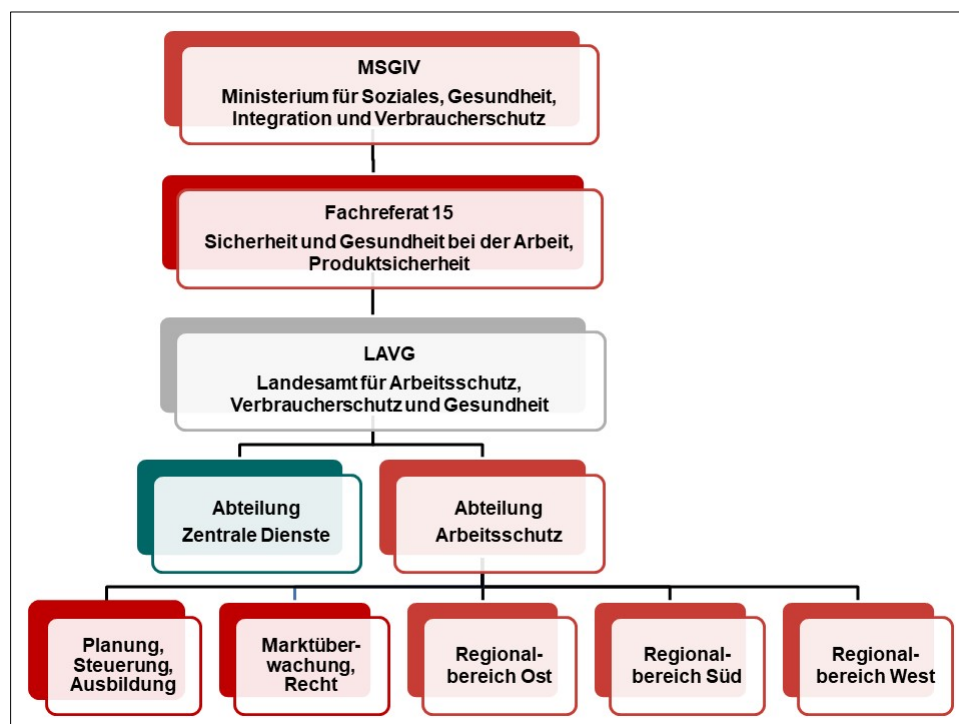 MSGIV
Ministerium für Soziales, Gesundheit,
Integration und Verbraucherschutz
Fachreferat 15
Sicherheit und Gesundheit bei der Arbeit,
Produktsicherheit
LAVG
Landesamt für Arbeitsschutz,
Verbraucherschutz und Gesundheit
Abteilung
Zentrale Dienste
Abteilung
Arbeitsschutz
Planung,
Steuerung,
Ausbildung
Marktüber-
wachung,
Recht
Regional-
bereich Ost
Regional-
bereich Süd
Regional-
bereich West